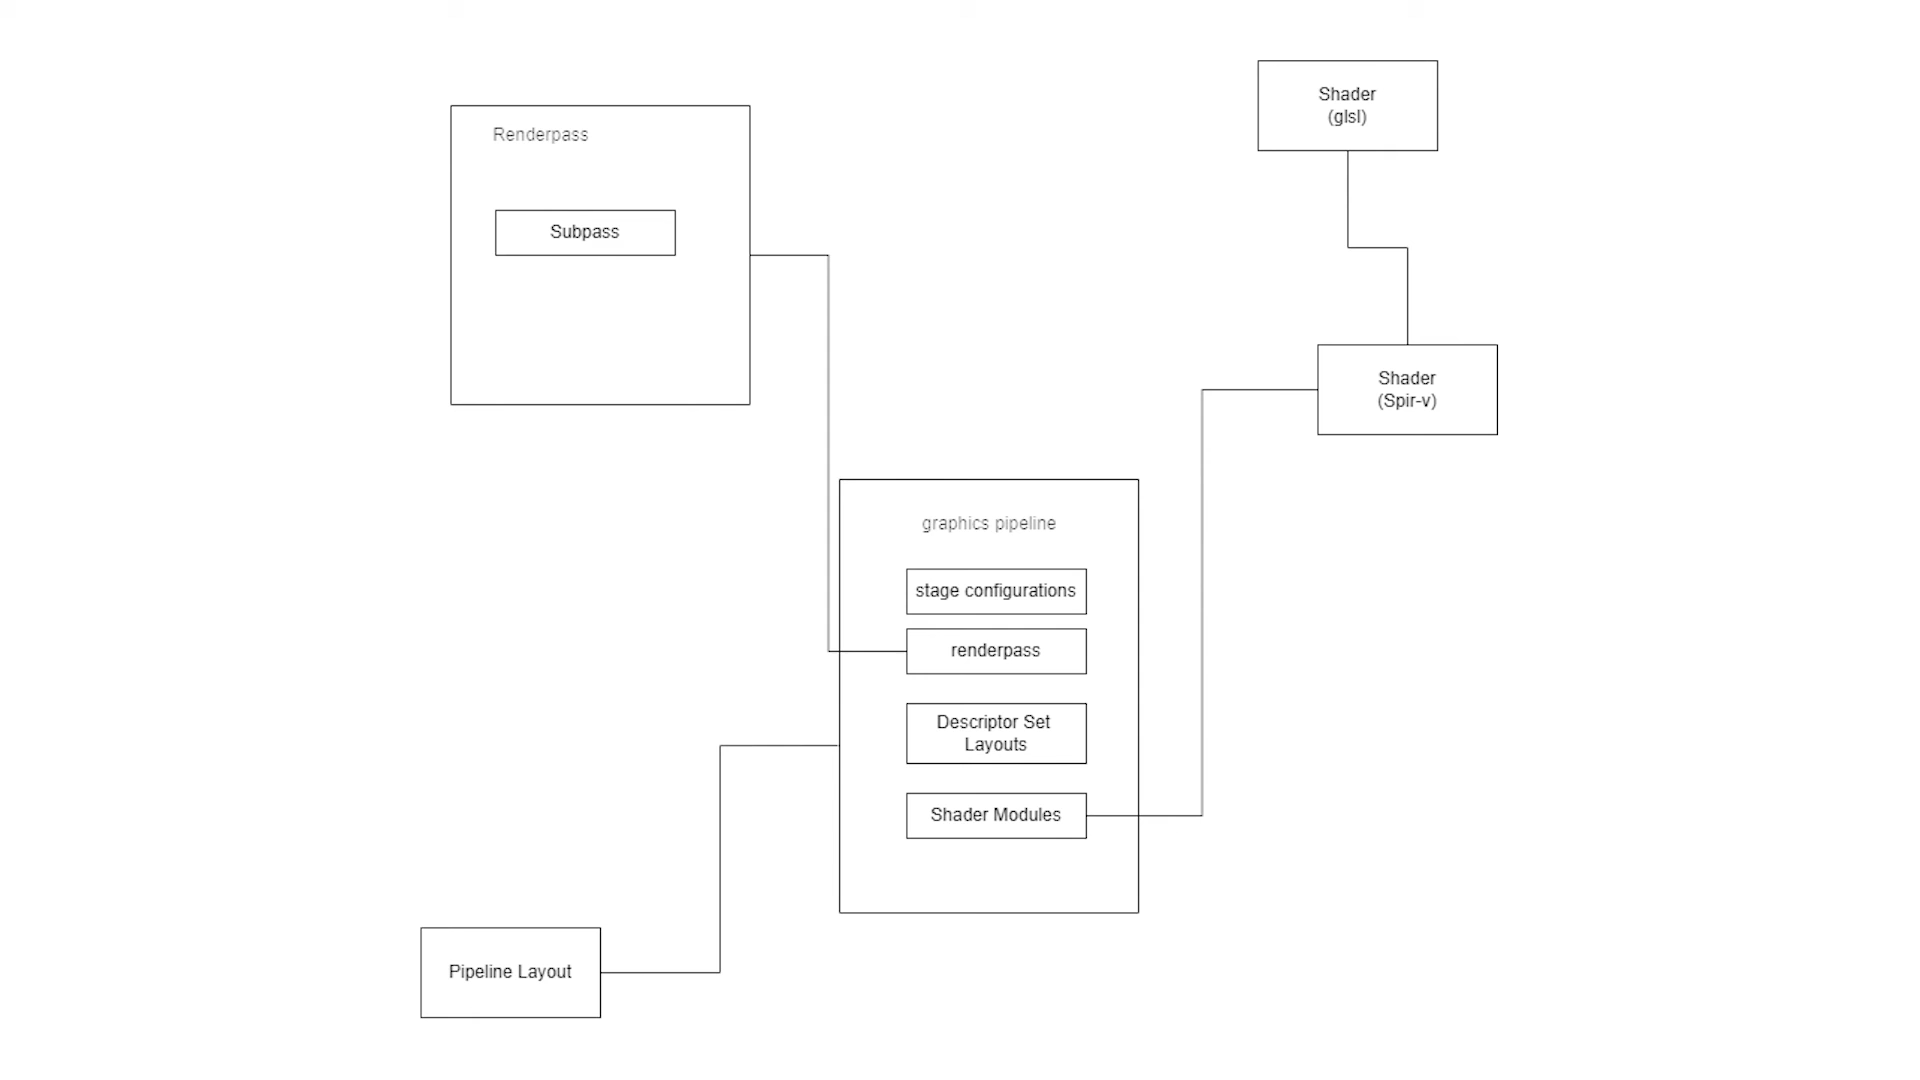 Shader
(glsl)
Renderpass
Subpass
Shader
(Spir-v)
graphics pipeline
stage configurations
renderpass
Descriptor Set
Layouts
Shader Modules
Pipeline Layout